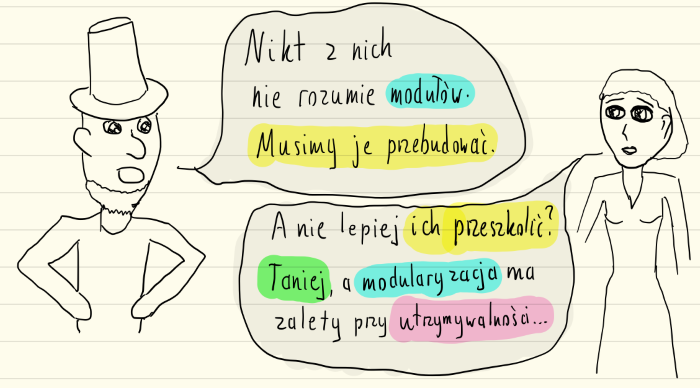 Nikt z nich
nie rozumie modułów.
Musimy je przebudować.
A nie lepiej ich przeszkolić?
Taniej, a modularyzacja ma
zalety przy utrzymywalności...